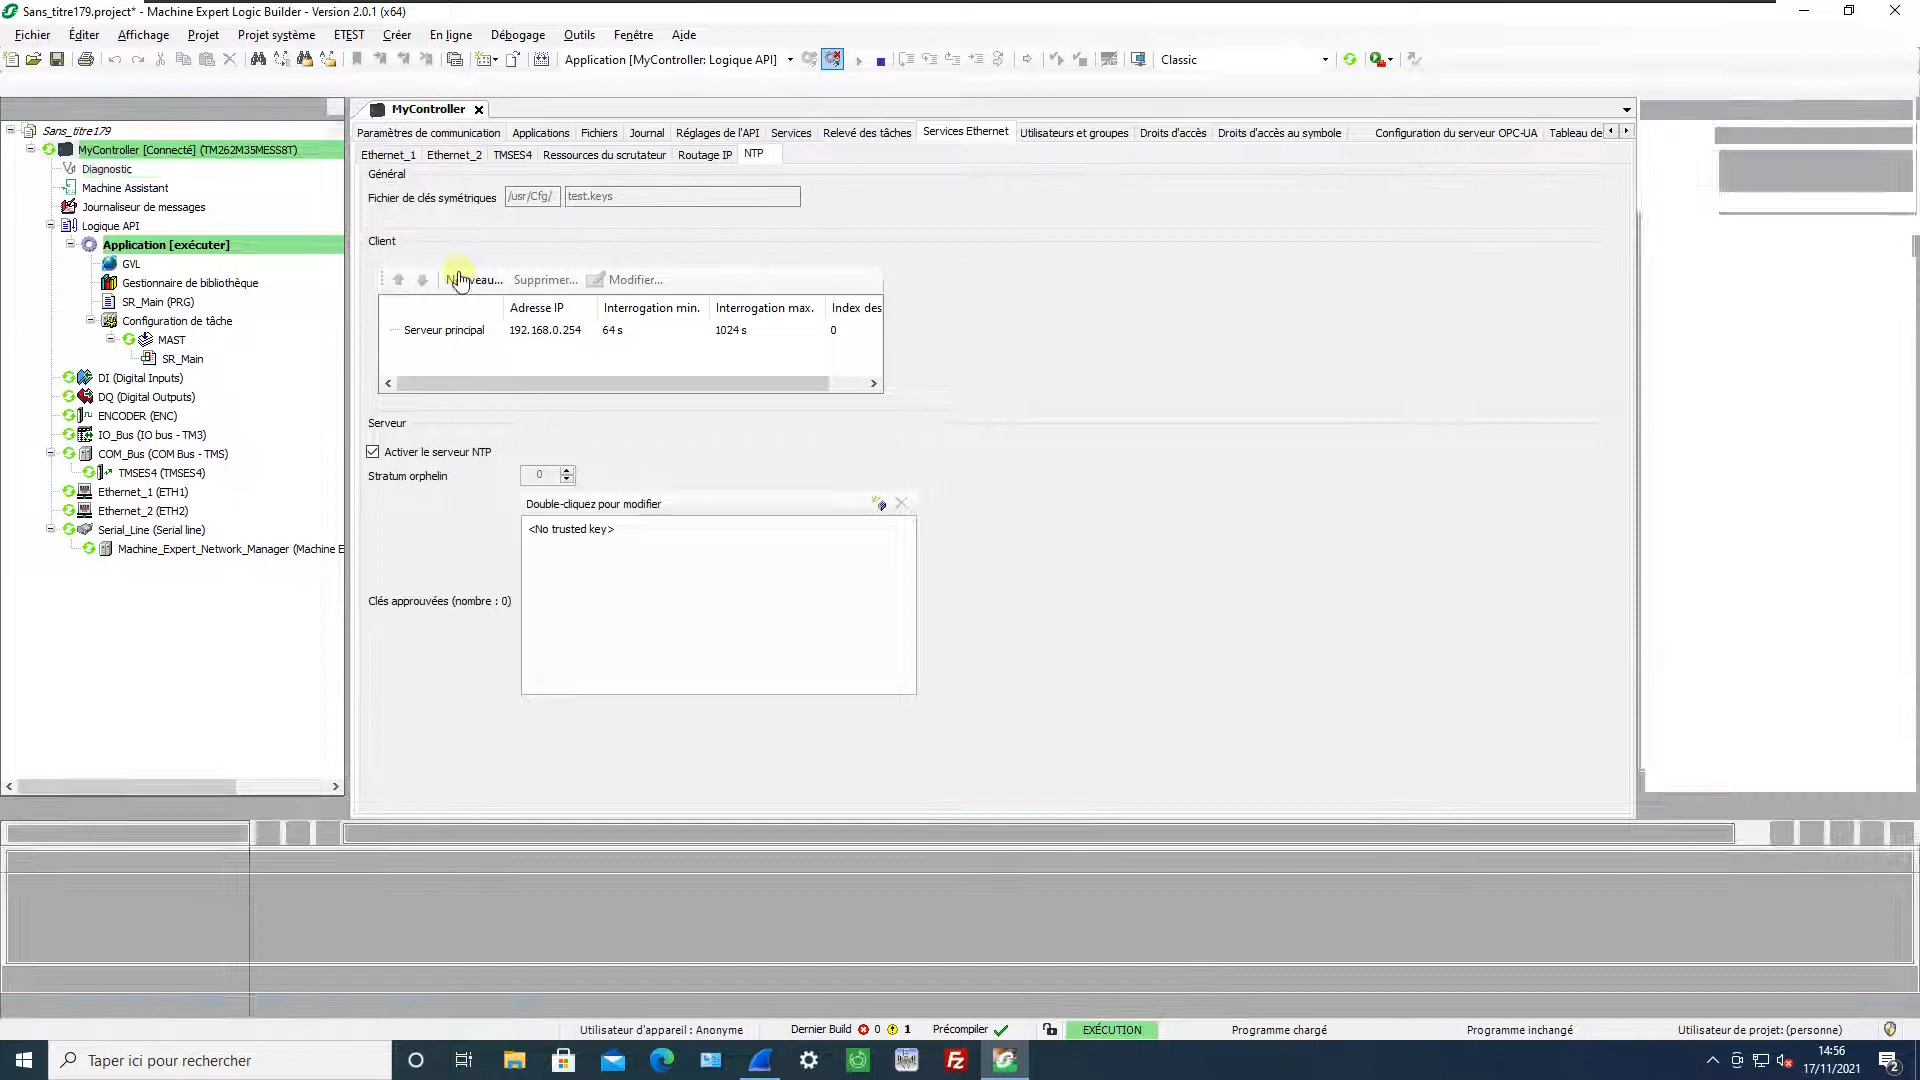 Sans_titre179.project* - Machine Expert Logic Builder - Version 2.0.1 (x64)
Fichier Éditer Affichage Projet Projet système ETEST Créer En ligne Débogage Outils Fenêtre Aide
Application [MyController: Logique API] Classic
MyController
Paramètres de communication Applications Fichiers Journal Réglages de l'API Services Relevé des tâches Services Ethernet Utilisateurs et groupes Droits d'accès Droits d'accès au symbole Configuration du serveur OPC-UA Tableau de
Ethernet_1 Ethernet_2 TMSES4 Ressources du scrutateur Routage IP NTP
Sans_titre179
MyController [Connecté] (TM262M35MESS8T)
Diagnostic
Machine Assistant
Journaliseur de messages
Logique API
Application [exécuter]
GVL
Gestionnaire de bibliothèque
SR_Main (PRG)
Configuration de tâche
MAST
SR_Main
DI (Digital Inputs)
DQ (Digital Outputs)
ENCODER (ENC)
IO_Bus (IO bus - TM3)
COM_Bus (COM Bus - TMS)
TMSES4 (TMSES4)
Ethernet_1 (ETH1)
Ethernet_2 (ETH2)
Serial_Line (Serial line)
Machine_Expert_Network_Manager (Machine E
Général
Fichier de clés symétriques /usr/Cfg/ test.keys
Client
Supprimer... Modifier...
Adresse IP Interrogation min. Interrogation max. Index des
Serveur principal 192.168.0.254 64 s 1024 s 0
Serveur
Activer le serveur NTP
Stratum orphelin 0
Double-cliquez pour modifier
<No trusted key>
Clés approuvées (nombre : 0)
Utilisateur d'appareil : Anonyme Dernier Build 0 1 Précompiler EXÉCUTION Programme chargé Programme inchangé Utilisateur de projet: (personne)
Taper ici pour rechercher
14:56
17/11/2021
2